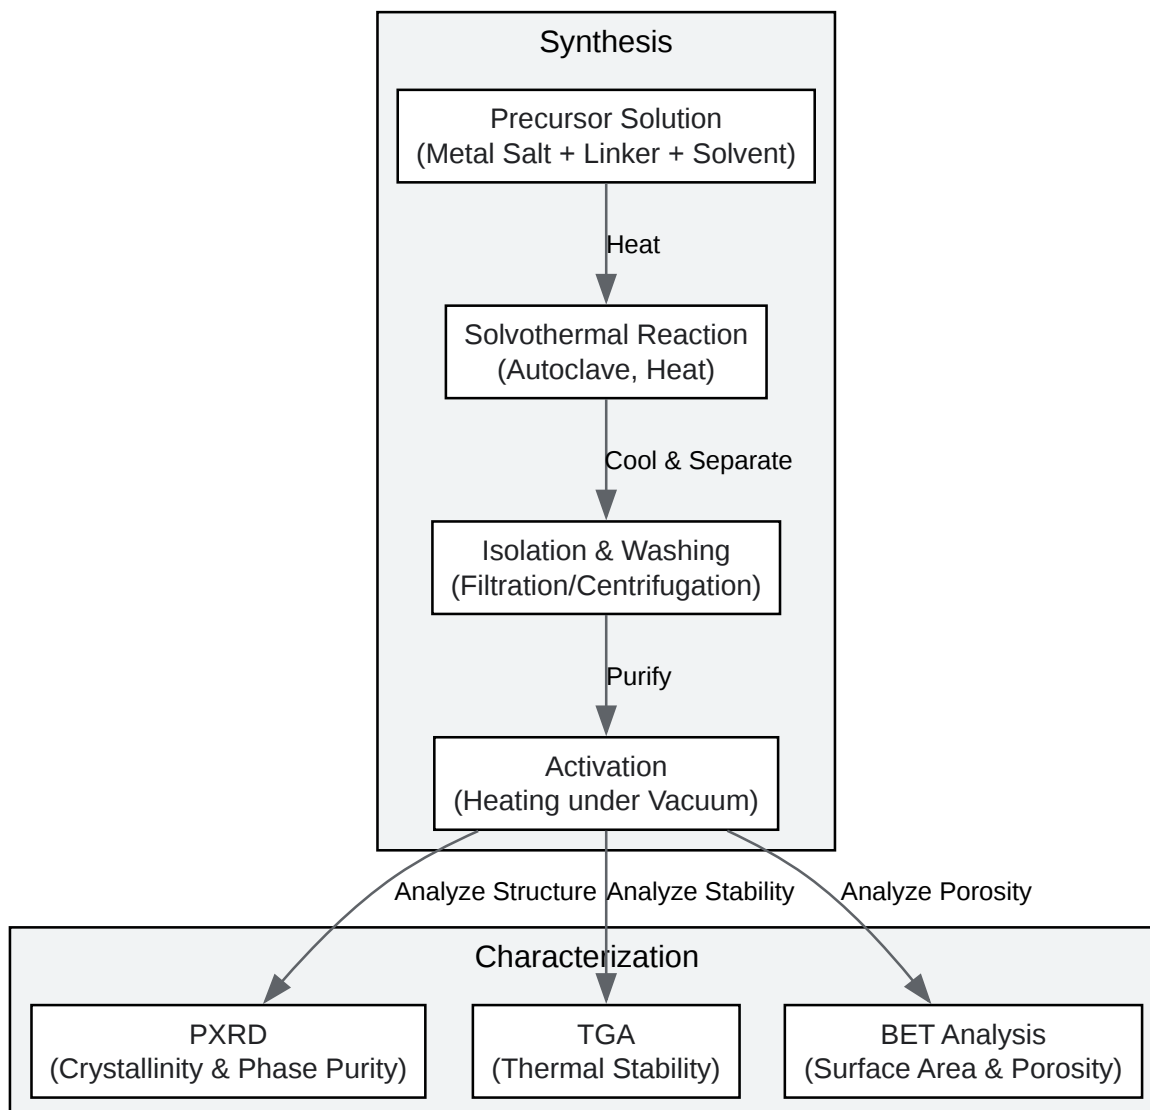 Synthesis
Precursor Solution
(Metal Salt + Linker + Solvent)
Heat
Solvothermal Reaction
(Autoclave, Heat)
Cool & Separate
Isolation & Washing
(Filtration/Centrifugation)
Purify
Activation
(Heating under Vacuum)
Analyze Structure
Analyze Stability
Analyze Porosity
Characterization
PXRD
(Crystallinity & Phase Purity)
TGA
(Thermal Stability)
BET Analysis
(Surface Area & Porosity)